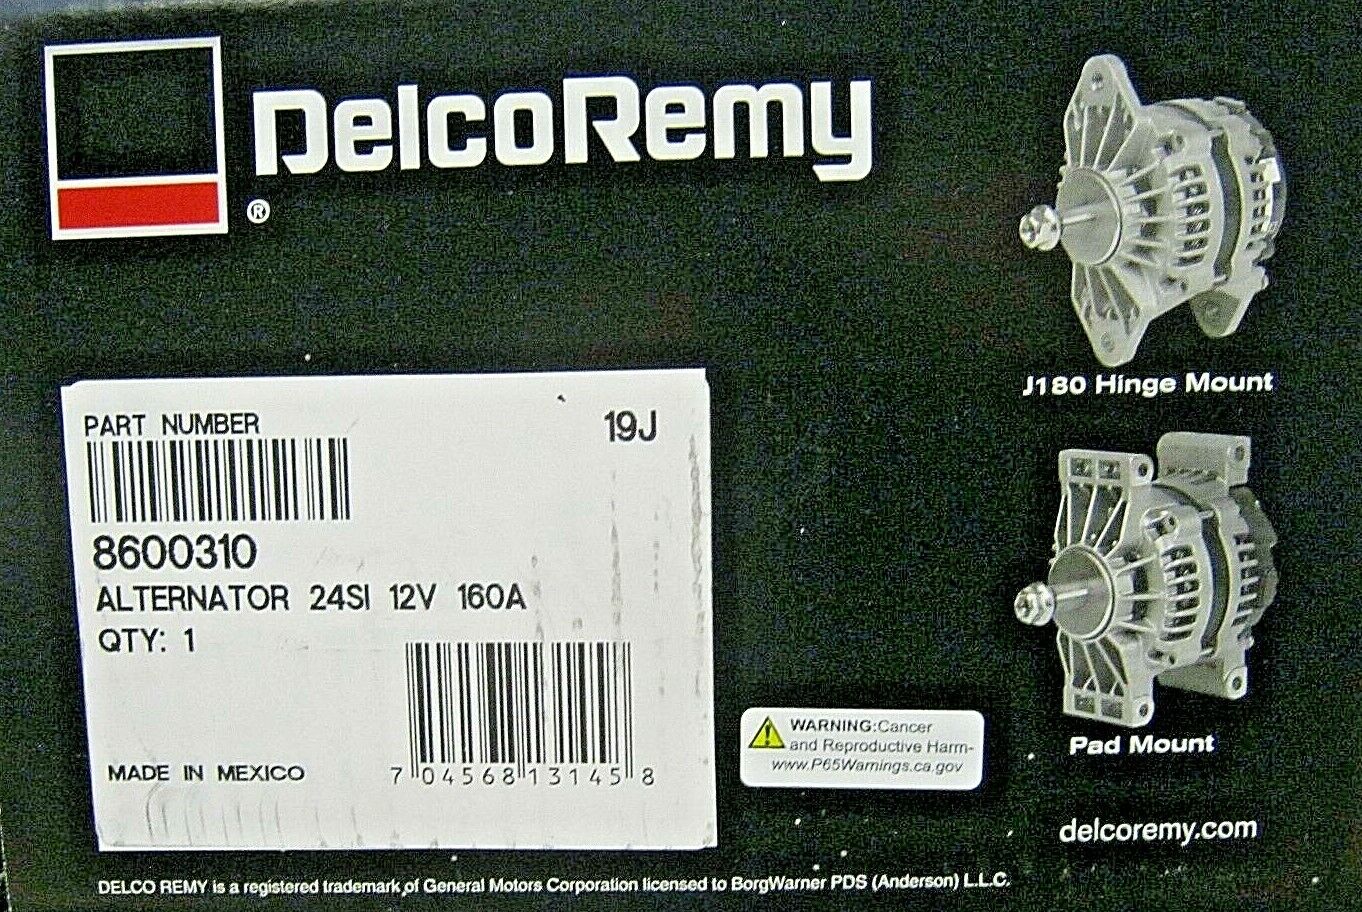 DelcoRemy
®
J180 Hinge Mount
PART NUMBER
19J
8600310
ALTERNATOR 24SI 12V 160A
QTY: 1
MADE IN MEXICO
7 04568 13145 8
WARNING:Cancer
and Reproductive Harm-
www.P65Warnings.ca.gov
Pad Mount
delcoremy.com
DELCO REMY is a registered trademark of General Motors Corporation licensed to BorgWarner PDS (Anderson) L.L.C.